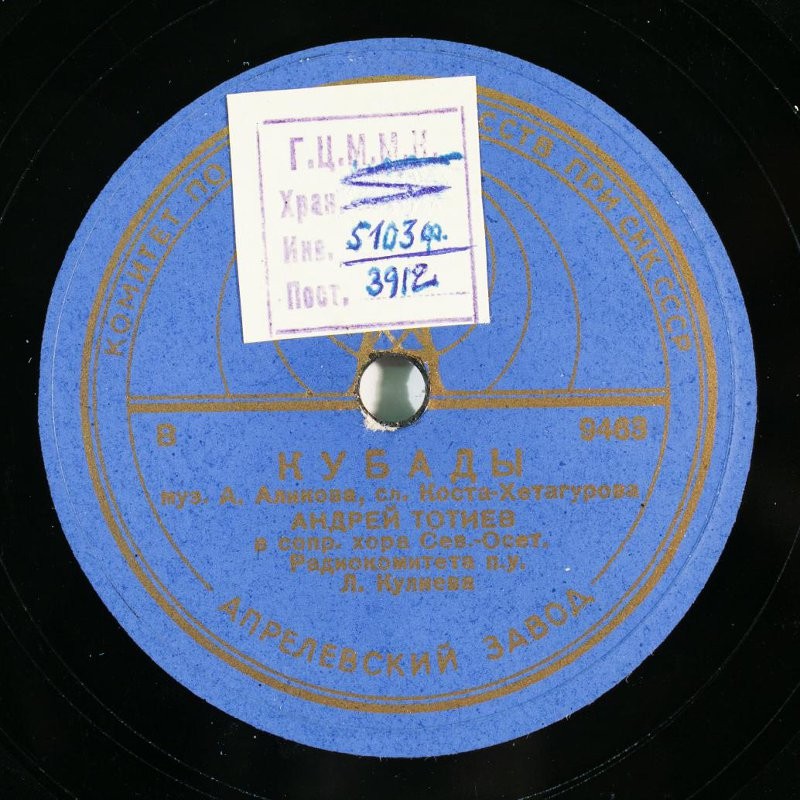 КОМИТЕТ ПО ССТВ ПРИ СНК СССР
Г.Ц.М.М.К.
Хран.
Инв. 5103ф.
Пост. 3912
В 9463
КУБАДЫ
муз. А. Аликова, сл. Коста-Хетагурова
АНДРЕЙ ТОТИЕВ
в сопр. хора Сев.-Осет.
Радиокомитета п.у.
Л. Кулиева
АПРЕЛЕВСКИЙ ЗАВОД